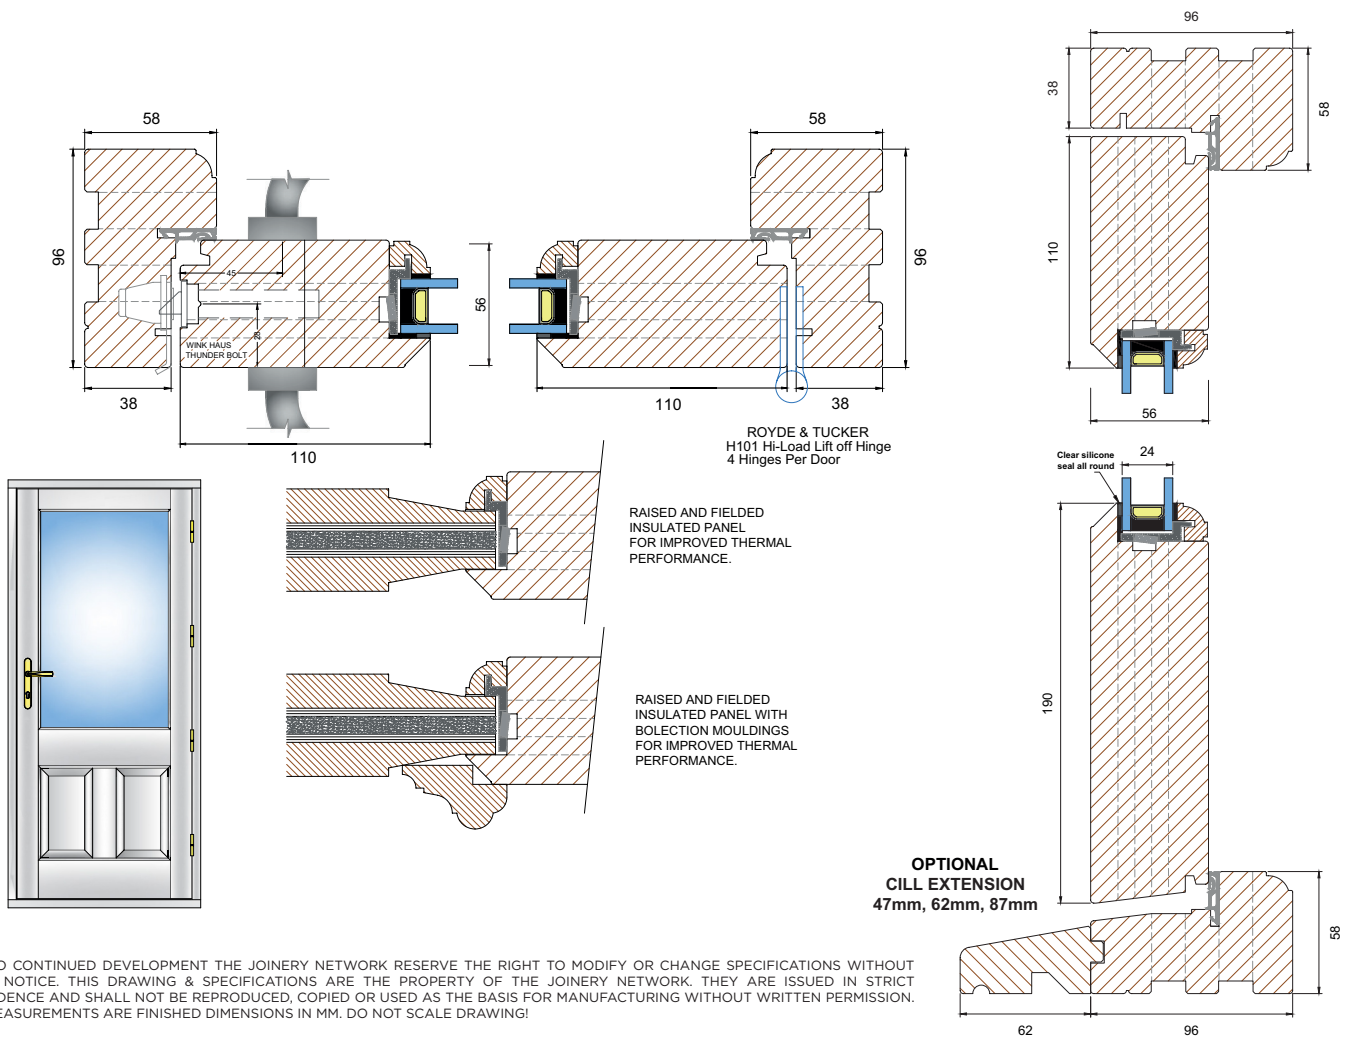 96
38
58
110
56
58
58
96
45
28
WINK HAUS
THUNDER BOLT
56
96
38
110
110
38
ROYDE & TUCKER
H101 Hi-Load Lift off Hinge
4 Hinges Per Door
Clear silicone
seal all round
24
RAISED AND FIELDED
INSULATED PANEL
FOR IMPROVED THERMAL
PERFORMANCE.
190
RAISED AND FIELDED
INSULATED PANEL WITH
BOLECTION MOULDINGS
FOR IMPROVED THERMAL
PERFORMANCE.
OPTIONAL
CILL EXTENSION
47mm, 62mm, 87mm
58
62
96
CONTINUED DEVELOPMENT THE JOINERY NETWORK RESERVE THE RIGHT TO MODIFY OR CHANGE SPECIFICATIONS WITHOUT
NOTICE. THIS DRAWING & SPECIFICATIONS ARE THE PROPERTY OF THE JOINERY NETWORK. THEY ARE ISSUED IN STRICT
DENCE AND SHALL NOT BE REPRODUCED, COPIED OR USED AS THE BASIS FOR MANUFACTURING WITHOUT WRITTEN PERMISSION.
EASUREMENTS ARE FINISHED DIMENSIONS IN MM. DO NOT SCALE DRAWING!